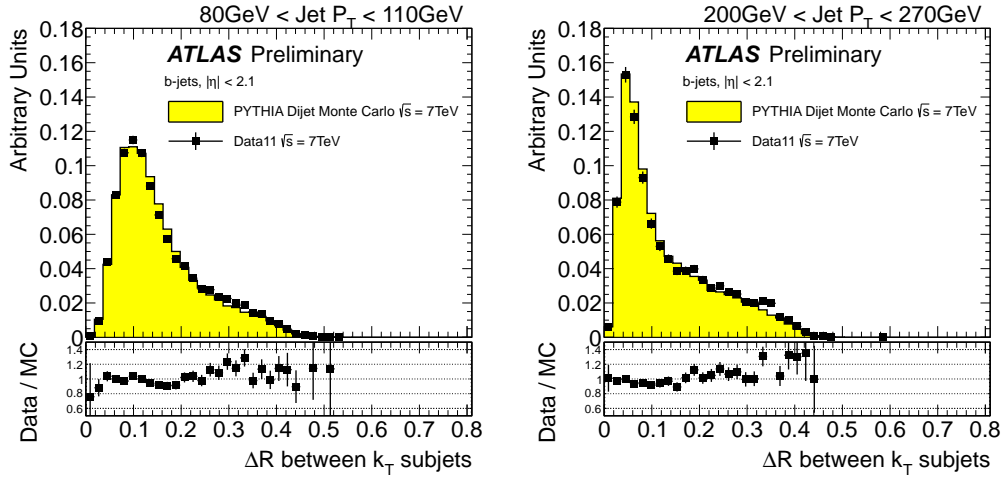 80GeV < Jet P_T < 110GeV
Arbitrary Units
0.18
0.16
0.14
0.12
0.1
0.08
0.06
0.04
0.02
0
ATLAS Preliminary
b-jets, |η| < 2.1
PYTHIA Dijet Monte Carlo √s = 7TeV
Data11 √s = 7TeV
Data / MC
1.4
1.2
1
0.8
0.6
0 0.1 0.2 0.3 0.4 0.5 0.6 0.7 0.8
ΔR between k_T subjets
200GeV < Jet P_T < 270GeV
Arbitrary Units
0.18
0.16
0.14
0.12
0.1
0.08
0.06
0.04
0.02
0
ATLAS Preliminary
b-jets, |η| < 2.1
PYTHIA Dijet Monte Carlo √s = 7TeV
Data11 √s = 7TeV
Data / MC
1.4
1.2
1
0.8
0.6
0 0.1 0.2 0.3 0.4 0.5 0.6 0.7 0.8
ΔR between k_T subjets